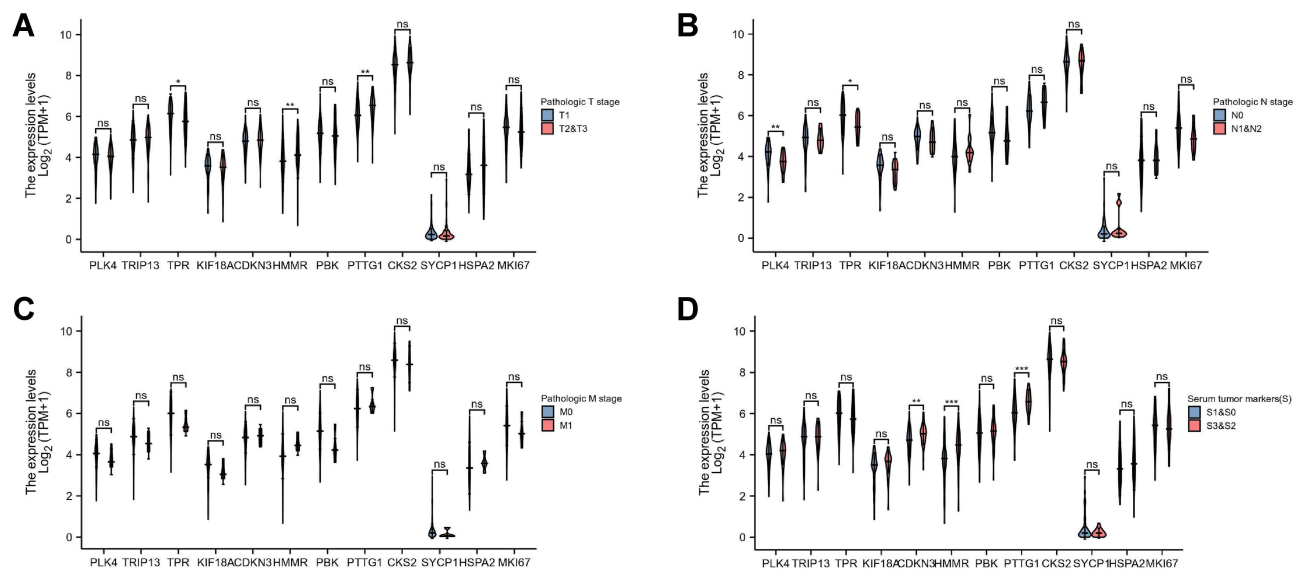 A
The expression levels
Log2 (TPM+1)
10
8
6
4
2
0
ns
ns
*
ns
ns
**
ns
**
ns
ns
ns
ns
PLK4 TRIP13 TPR KIF18A CDKN3 HMMR PBK PTTG1 CKS2 SYCP1 HSPA2 MKI67
Pathologic T stage
T1
T2&T3
B
The expression levels
Log2 (TPM+1)
10
8
6
4
2
0
**
ns
*
ns
ns
ns
ns
ns
ns
ns
ns
ns
PLK4 TRIP13 TPR KIF18A CDKN3 HMMR PBK PTTG1 CKS2 SYCP1 HSPA2 MKI67
Pathologic N stage
N0
N1&N2
C
The expression levels
Log2 (TPM+1)
10
8
6
4
2
0
ns
ns
ns
ns
ns
ns
ns
ns
ns
ns
ns
ns
PLK4 TRIP13 TPR KIF18A CDKN3 HMMR PBK PTTG1 CKS2 SYCP1 HSPA2 MKI67
Pathologic M stage
M0
M1
D
The expression levels
Log2 (TPM+1)
10
8
6
4
2
0
ns
ns
ns
ns
**
***
ns
***
ns
ns
ns
ns
PLK4 TRIP13 TPR KIF18A CDKN3 HMMR PBK PTTG1 CKS2 SYCP1 HSPA2 MKI67
Serum tumor markers(S)
S1&S0
S3&S2